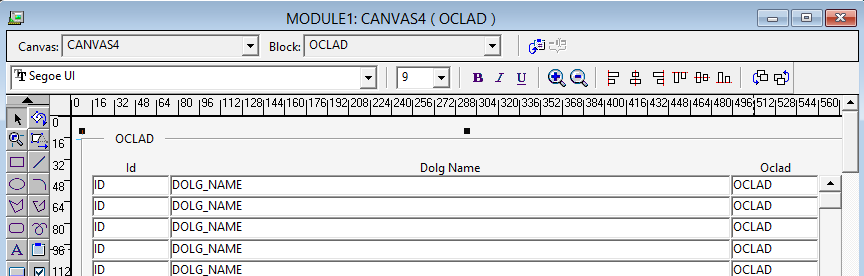 MODULE1: CANVAS4 ( OCLAD )
Canvas: CANVAS4 Block: OCLAD
Segoe UI 9 B I U
0 16 32 48 64 80 96 112 128 144 160 176 192 208 224 240 256 272 288 304 320 336 352 368 384 400 416 432 448 464 480 496 512 528 544 560
0
16
OCLAD
32
Id Dolg Name Oclad
48
ID DOLG_NAME OCLAD
64
ID DOLG_NAME OCLAD
80
ID DOLG_NAME OCLAD
A 96
ID DOLG_NAME OCLAD
112
ID DOLG_NAME OCLAD